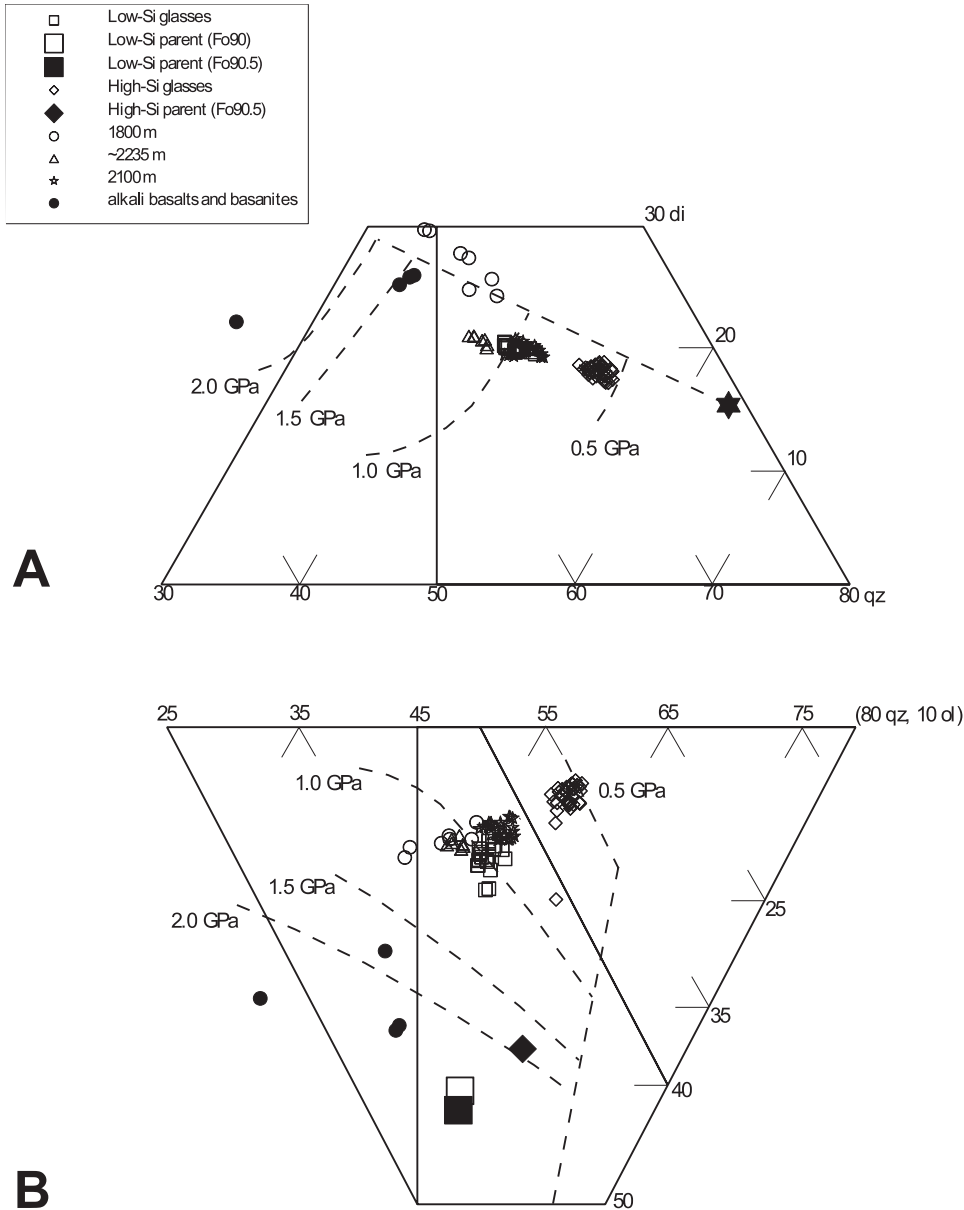 Low-Si glasses
Low-Si parent (Fo90)
Low-Si parent (Fo90.5)
High-Si glasses
High-Si parent (Fo90.5)
1800 m
~2235 m
2100 m
alkali basalts and basanites
30 di
20
2.0 GPa
1.5 GPa
1.0 GPa
0.5 GPa
10
A
30
40
50
60
70
80 qz
25
35
45
55
65
75
(80 qz, 10 ol)
1.0 GPa
0.5 GPa
1.5 GPa
2.0 GPa
25
35
40
B
50